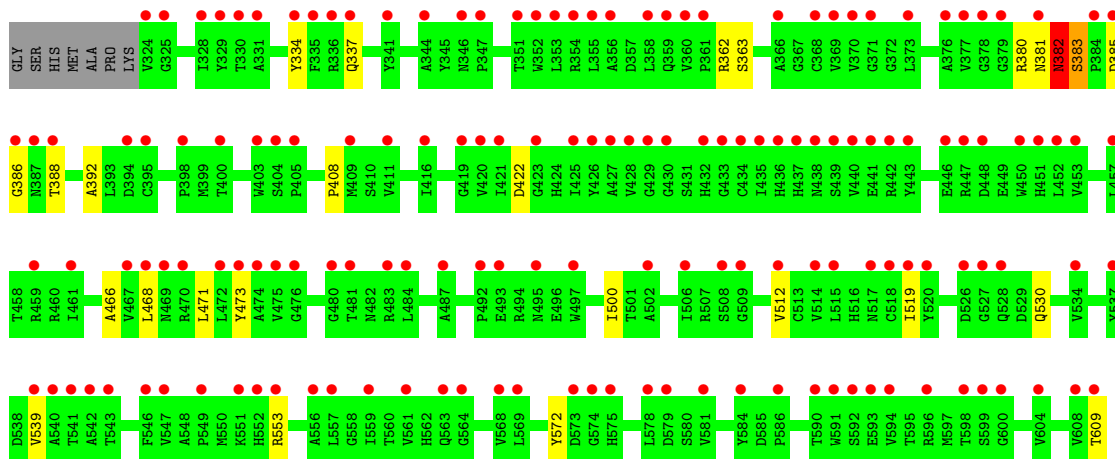 GLY SER HIS MET ALA PRO LYS V324 G325 I328 Y329 T330 A331 Y334 F335 R336 Q337 Y341 A344 Y345 N346 P347 T351 W352 L353 R354 L355 A356 D357 L358 Q359 V360 P361 R362 S363 A366 G367 C368 V369 V370 G371 G372 L373 A376 V377 G378 G379 R380 N381 N382 S383 P384 D385
G386 N387 T388 A392 L393 D394 C395 P398 M399 T400 W403 S404 P405 P408 M409 S410 V411 I416 G419 V420 I421 D422 G423 H424 I425 Y426 A427 V428 G429 G430 S431 H432 G433 C434 I435 H436 H437 N438 S439 V440 E441 R442 Y443 E446 R447 D448 E449 W450 H451 L452 V453
T458 R459 R460 I461 A466 V467 L468 N469 R470 L471 L472 Y473 A474 V475 G476 G480 T481 N482 R483 L484 A487 P492 E493 R494 N495 E496 W497 I500 T501 A502 I506 R507 S508 G509 V512 C513 V514 L515 H516 N517 C518 I519 Y520 D526 G527 Q528 D529 Q530 V534
D538 V539 A540 T541 A542 T543 F546 V547 A548 P549 M550 K551 H552 R553 A556 L557 G558 I559 T560 V561 H562 Q563 G564 V568 L569 Y572 D573 G574 H575 L578 D579 S580 V581 Y584 D585 P586 T590 W591 S592 E593 V594 T595 R596 M597 T598 S599 G600 V604 V608 T609